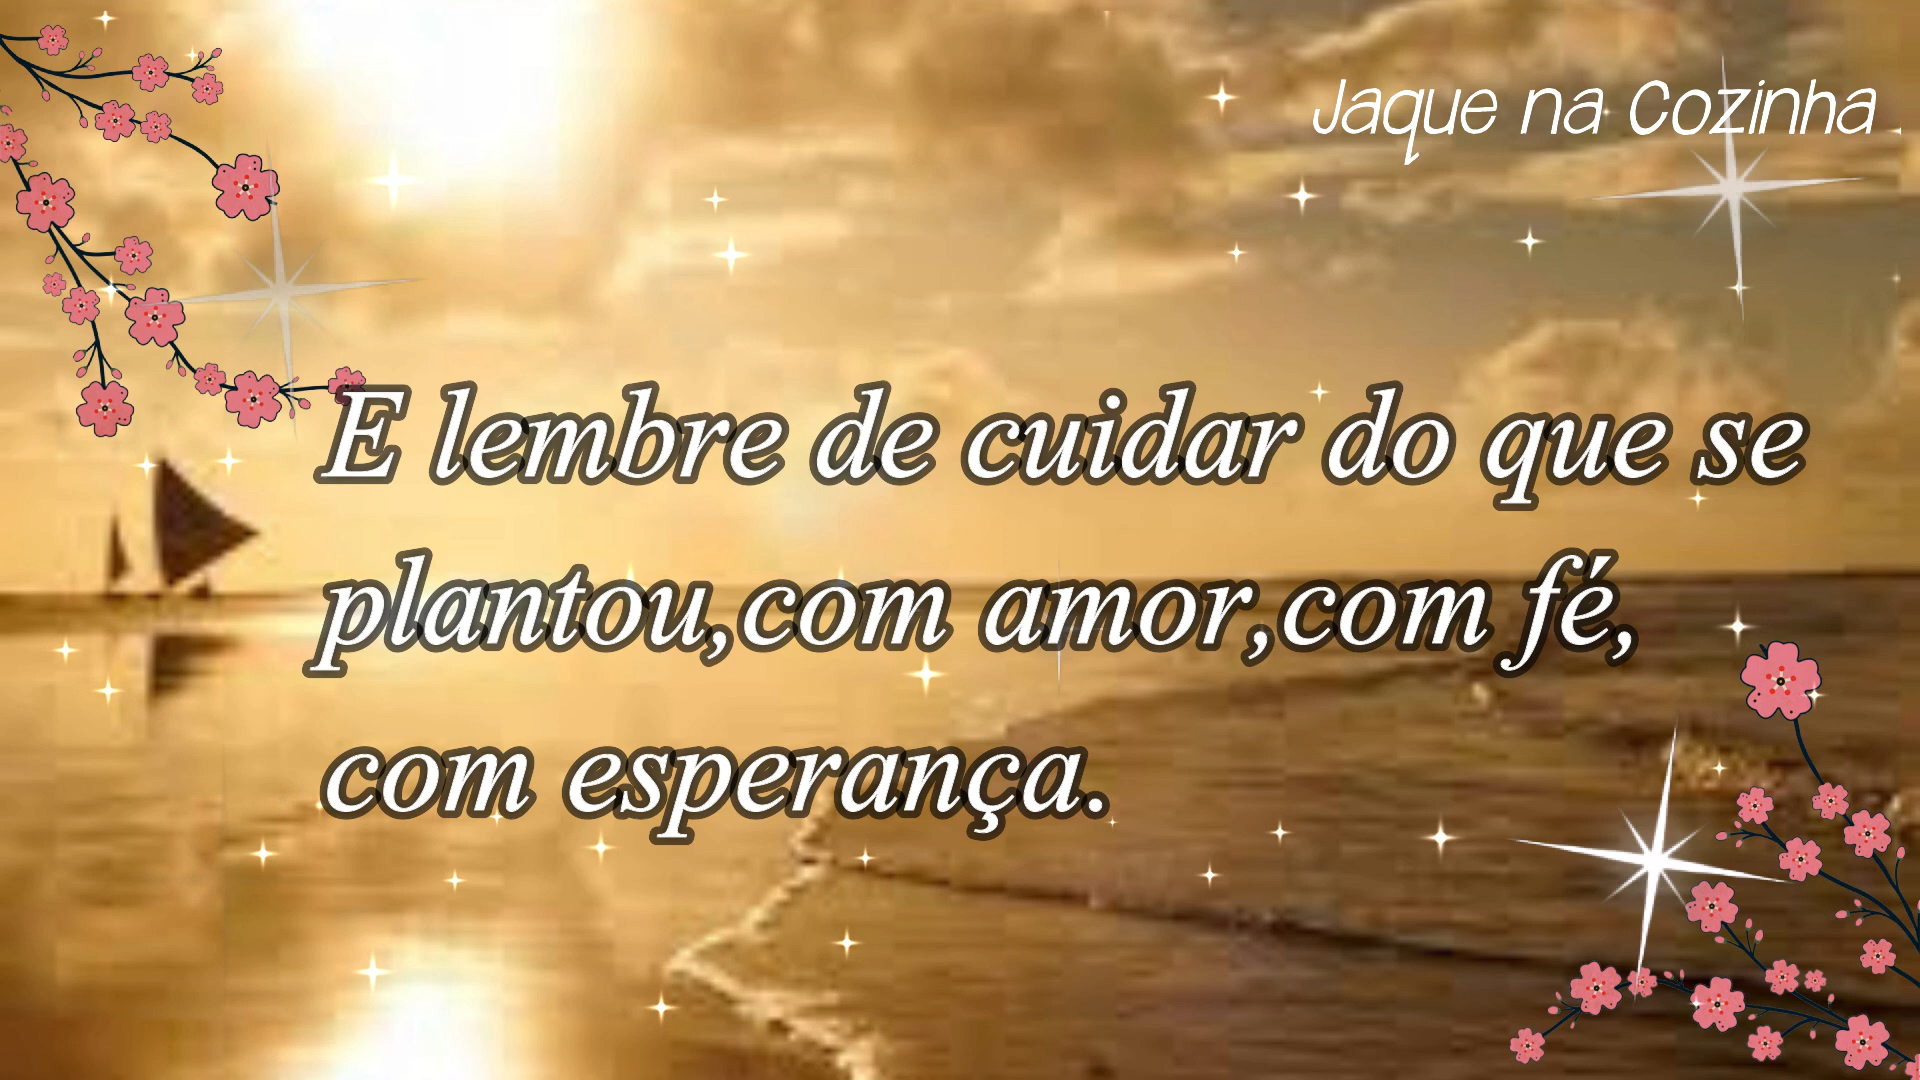 Jaque na Cozinha
E lembre de cuidar do que se
plantou,com amor,com fé,
com esperança.